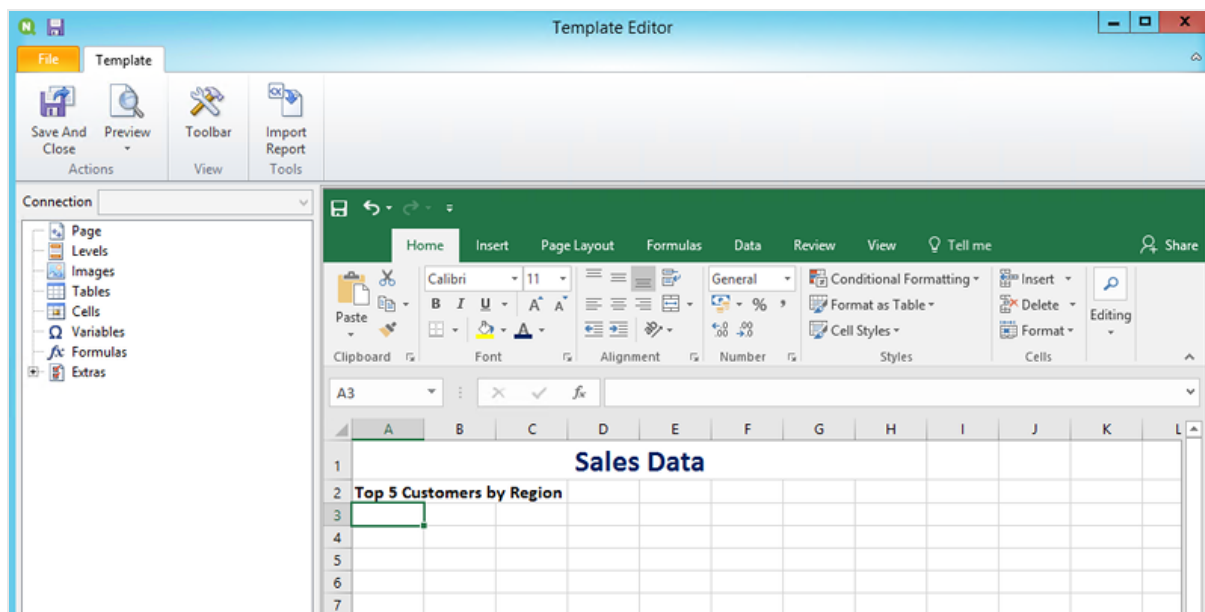 Template Editor
File Template
Save And Close Preview Toolbar Import Report
Actions View Tools
Connection
Page
Levels
Images
Tables
Cells
Variables
Formulas
Extras
Home Insert Page Layout Formulas Data Review View Tell me Share
Calibri 11 General Conditional Formatting Insert
Paste B I U A A % , Format as Table Delete Editing
A Cell Styles Format
Clipboard Font Alignment Number Styles Cells
A3 fx
A B C D E F G H I J K L
1 Sales Data
2 Top 5 Customers by Region
3
4
5
6
7